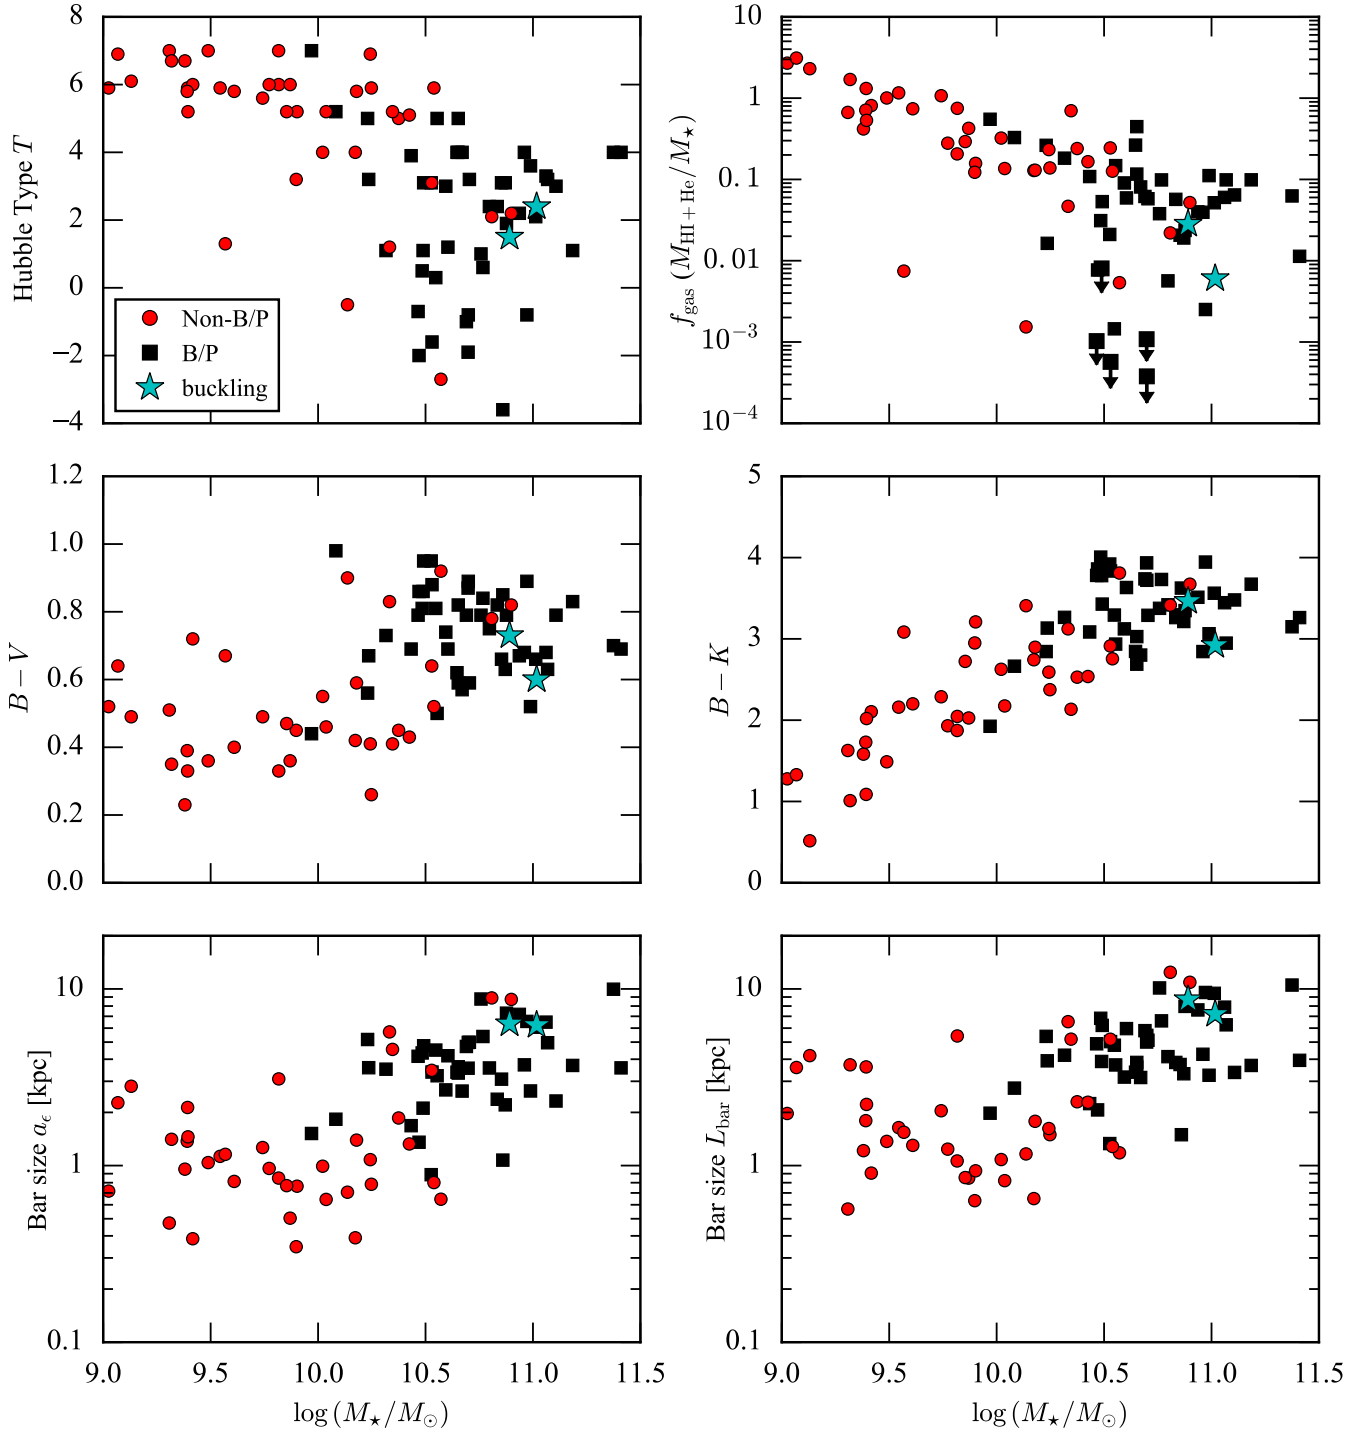 8
6
4
2
0
−2
−4
Hubble Type T
Non-B/P
B/P
buckling
10
1
0.1
0.01
10⁻³
10⁻⁴
f_gas (M_HI+He/M⋆)
1.2
1.0
0.8
0.6
0.4
0.2
0.0
B − V
5
4
3
2
1
0
B − K
10
1
0.1
Bar size a_ϵ [kpc]
9.0 9.5 10.0 10.5 11.0 11.5
log (M⋆/M⊙)
10
1
0.1
Bar size L_bar [kpc]
9.0 9.5 10.0 10.5 11.0 11.5
log (M⋆/M⊙)